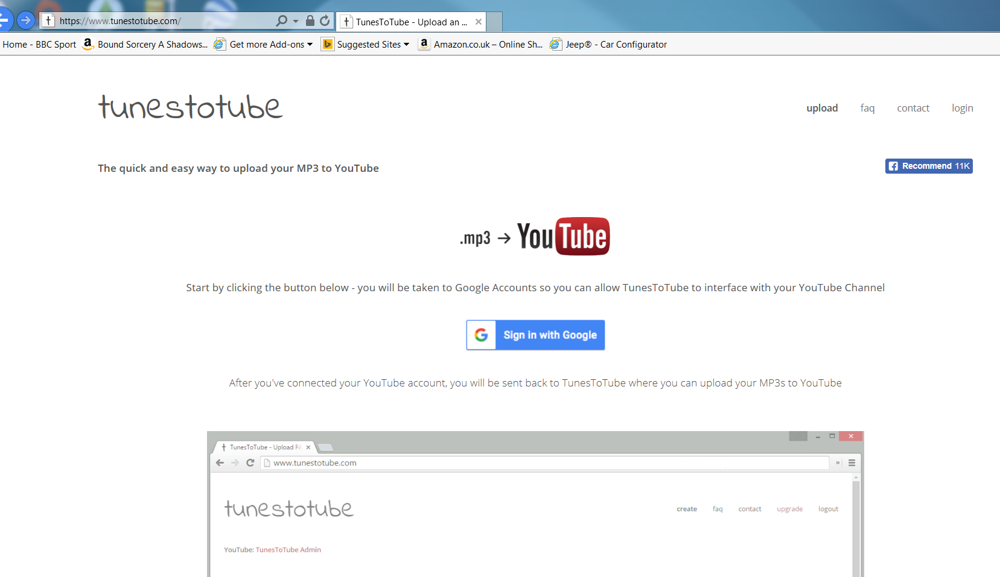 https://www.tunestotube.com/
TunesToTube - Upload an ...
Home - BBC Sport
Bound Sorcery A Shadows...
Get more Add-ons
Suggested Sites
Amazon.co.uk – Online Sh...
Jeep® - Car Configurator
tunestotube
upload faq contact login
The quick and easy way to upload your MP3 to YouTube
Recommend 11K
.mp3 → YouTube
Start by clicking the button below - you will be taken to Google Accounts so you can allow TunesToTube to interface with your YouTube Channel
Sign in with Google
After you've connected your YouTube account, you will be sent back to TunesToTube where you can upload your MP3s to YouTube
TunesToTube - Upload Fil
www.tunestotube.com
tunestotube
create faq contact upgrade logout
YouTube: TunesToTube Admin